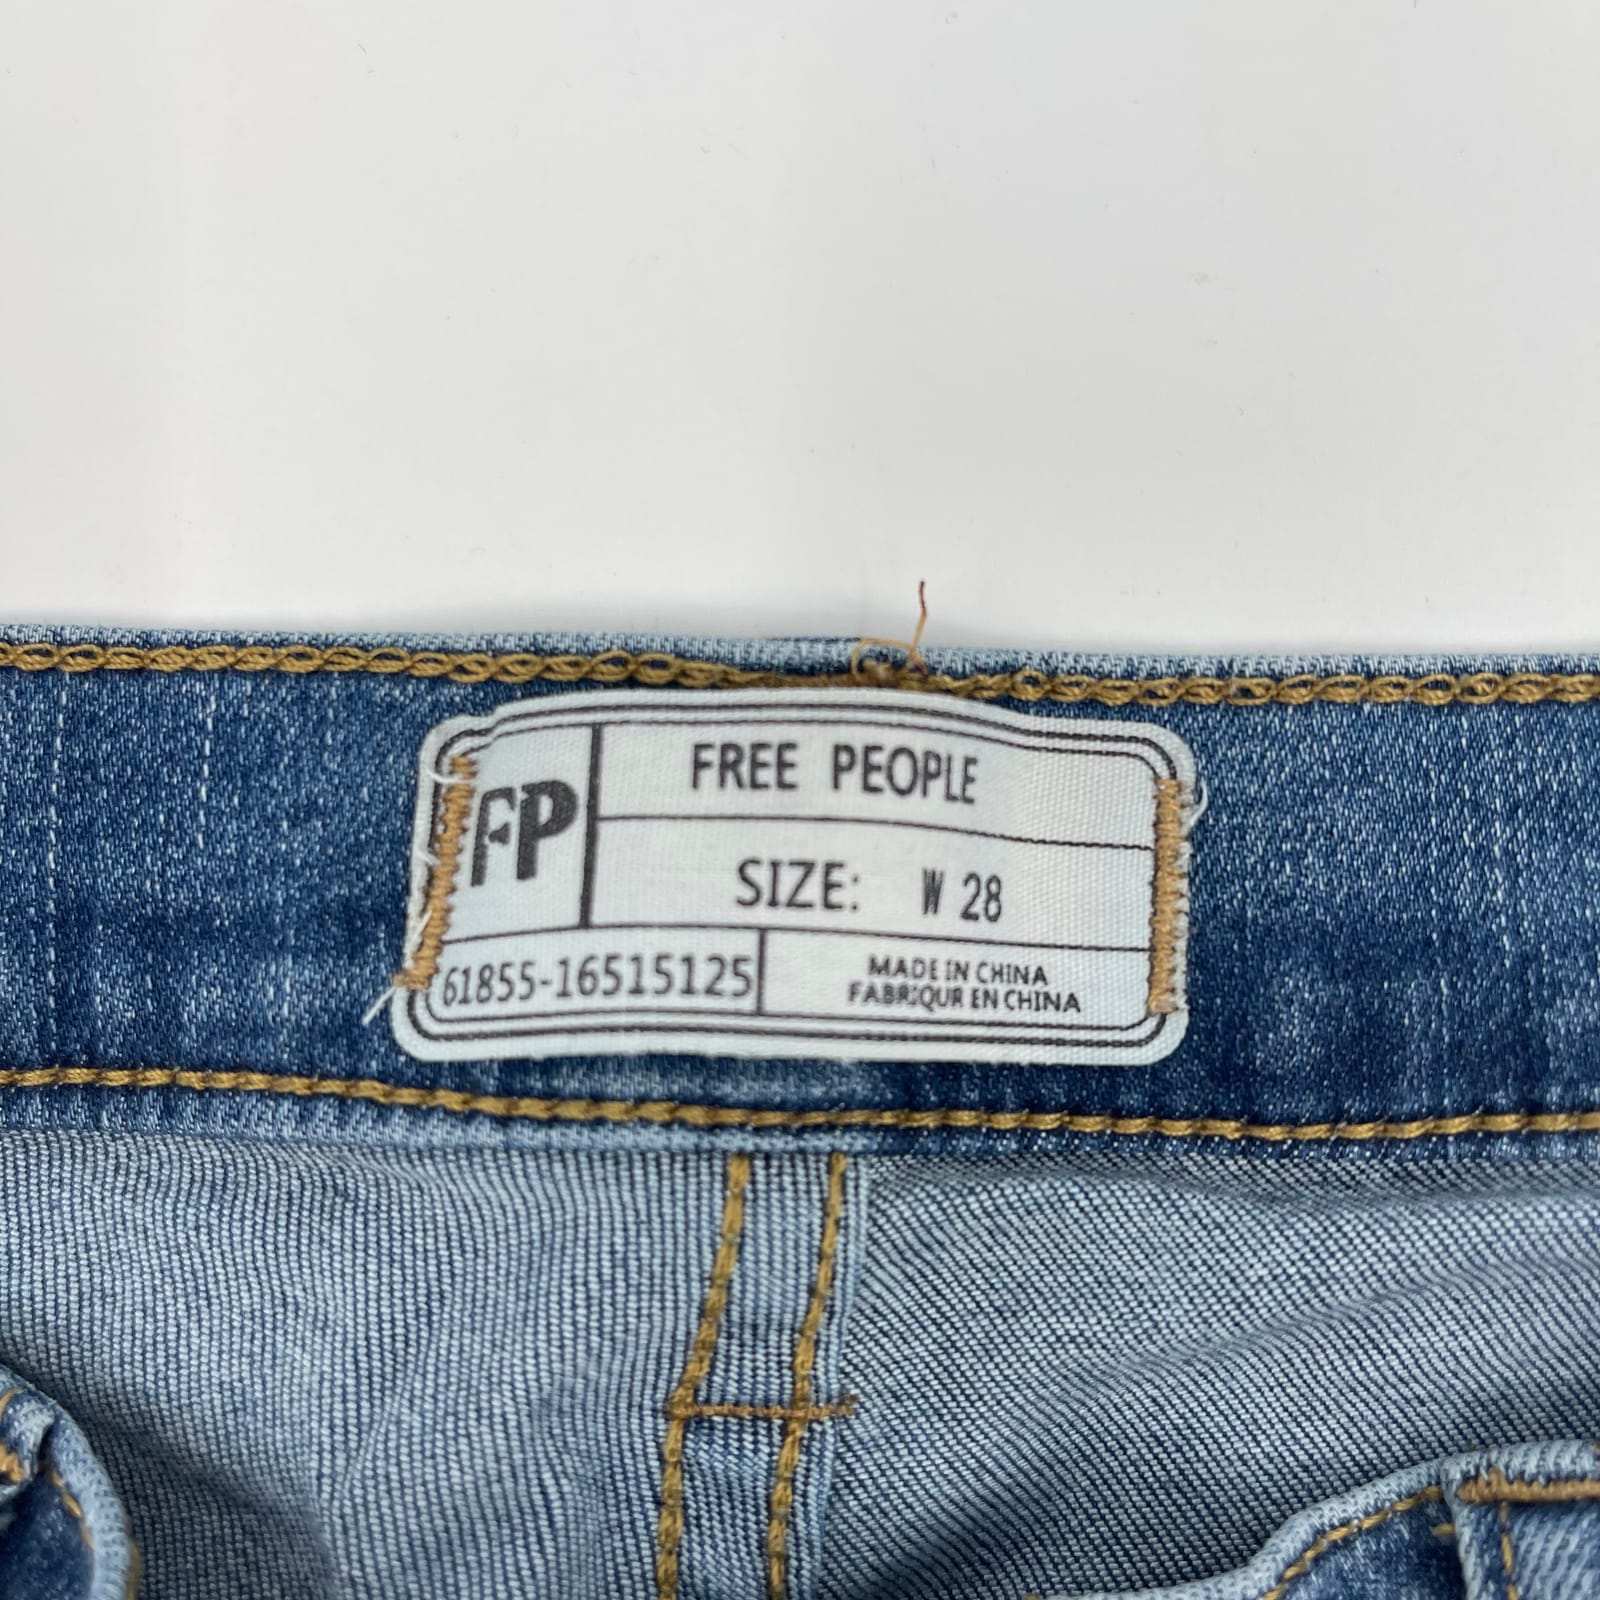 FP
FREE PEOPLE
SIZE: W 28
61855-16515125
MADE IN CHINA
FABRIQUR EN CHINA